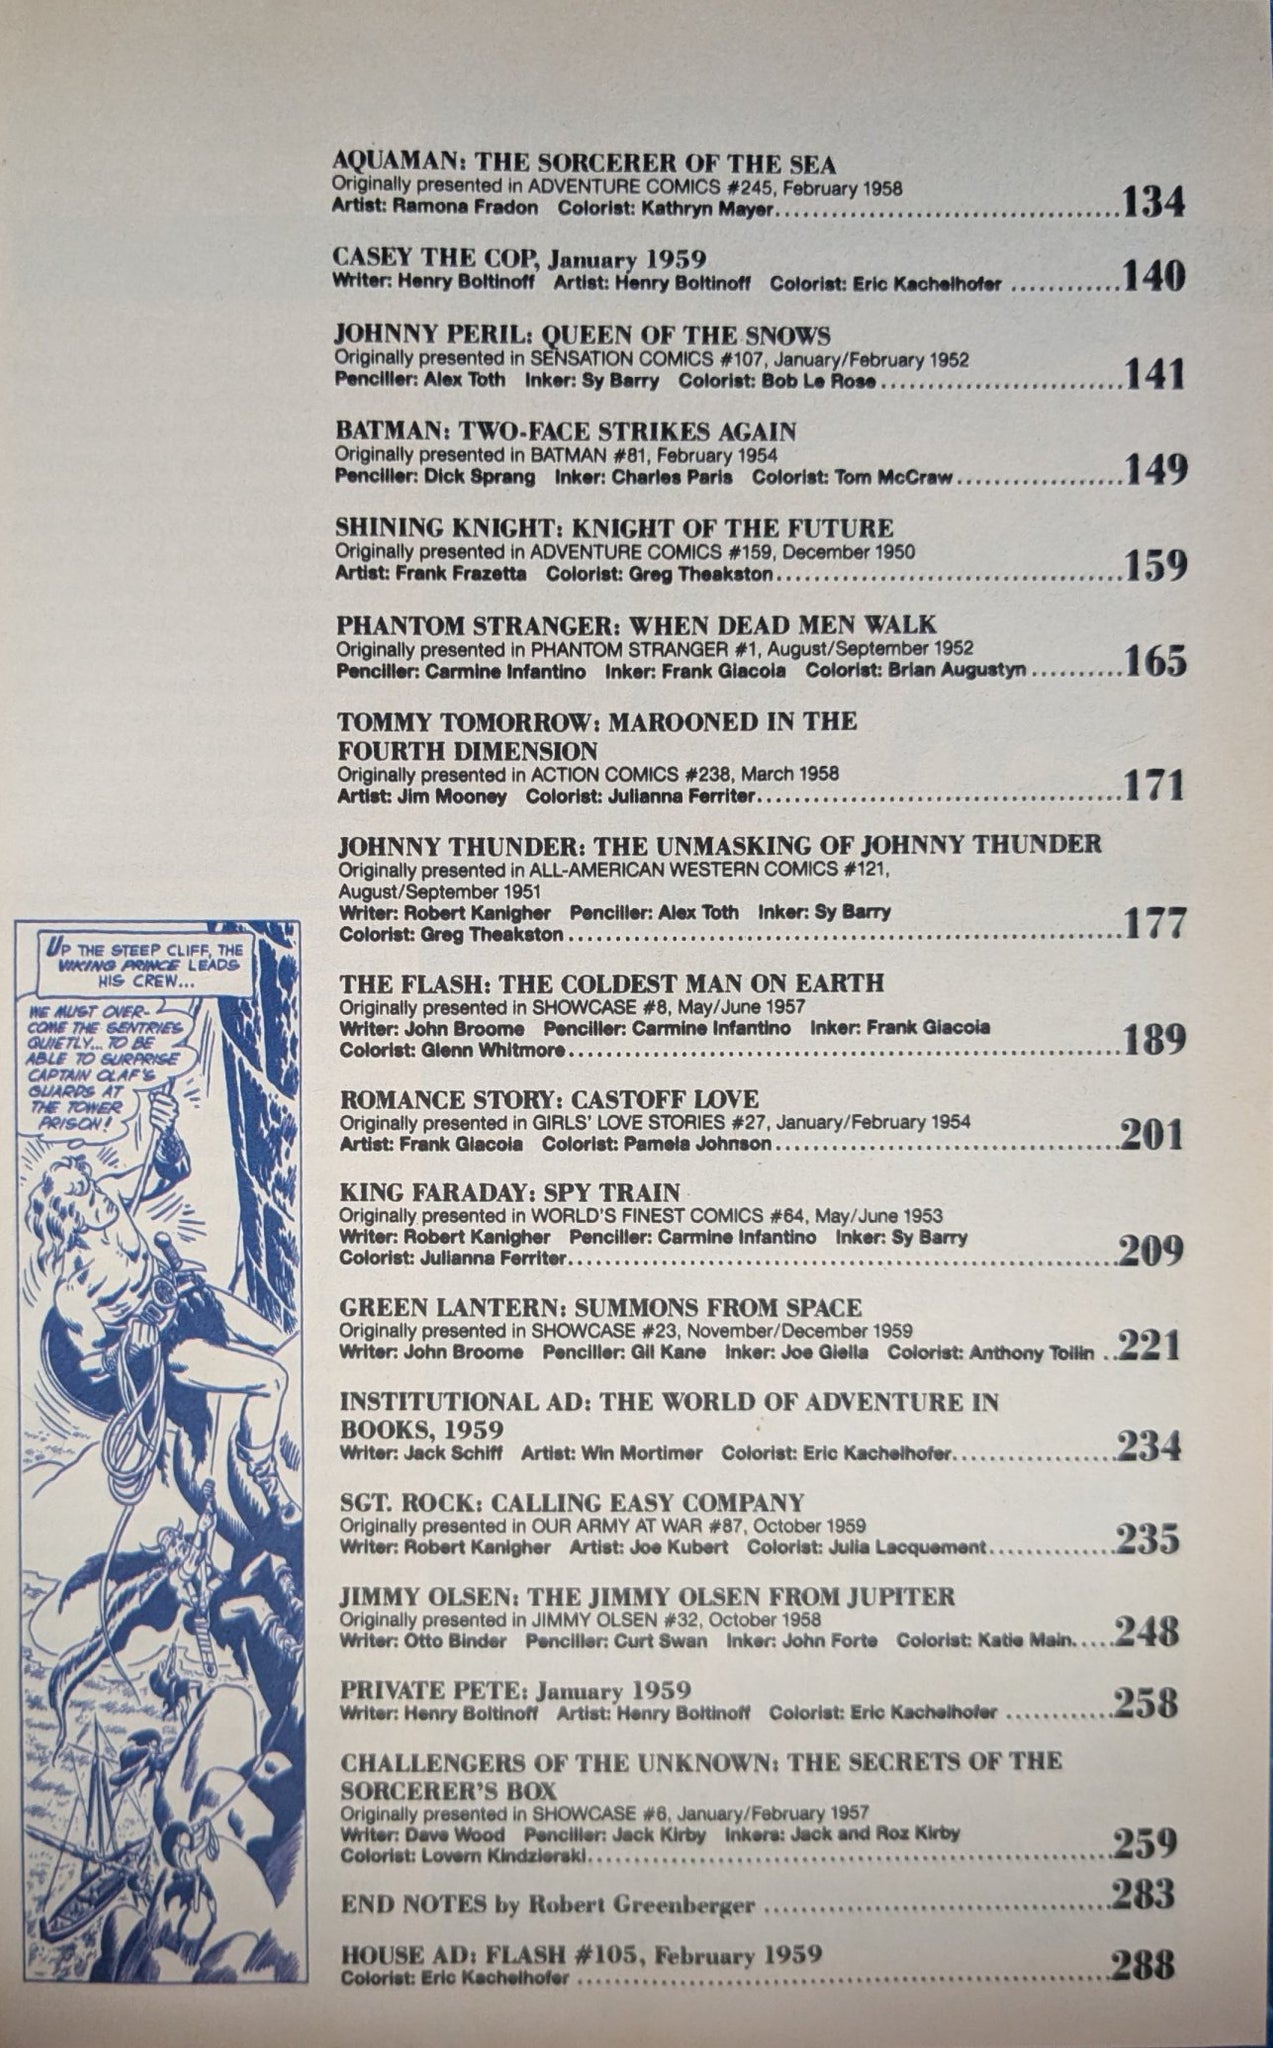 AQUAMAN: THE SORCERER OF THE SEA
Originally presented in ADVENTURE COMICS #245, February 1958
Artist: Ramona Fradon Colorist: Kathryn Mayer....................................134
CASEY THE COP, January 1959
Writer: Henry Boltinoff Artist: Henry Boltinoff Colorist: Eric Kachelhofer ............140
JOHNNY PERIL: QUEEN OF THE SNOWS
Originally presented in SENSATION COMICS #107, January/February 1952
Penciller: Alex Toth Inker: Sy Barry Colorist: Bob Le Rose..........................141
BATMAN: TWO-FACE STRIKES AGAIN
Originally presented in BATMAN #81, February 1954
Penciller: Dick Sprang Inker: Charles Paris Colorist: Tom McCraw..................149
SHINING KNIGHT: KNIGHT OF THE FUTURE
Originally presented in ADVENTURE COMICS #159, December 1950
Artist: Frank Frazetta Colorist: Greg Theakston.....................................159
PHANTOM STRANGER: WHEN DEAD MEN WALK
Originally presented in PHANTOM STRANGER #1, August/September 1952
Penciller: Carmine Infantino Inker: Frank Giacoia Colorist: Brian Augustyn..........165
TOMMY TOMORROW: MAROONED IN THE
FOURTH DIMENSION
Originally presented in ACTION COMICS #238, March 1958
Artist: Jim Mooney Colorist: Julianna Ferriter.......................................171
JOHNNY THUNDER: THE UNMASKING OF JOHNNY THUNDER
Originally presented in ALL-AMERICAN WESTERN COMICS #121,
August/September 1951
Writer: Robert Kanigher Penciller: Alex Toth Inker: Sy Barry
Colorist: Greg Theakston...........................................................177
THE FLASH: THE COLDEST MAN ON EARTH
Originally presented in SHOWCASE #8, May/June 1957
Writer: John Broome Penciller: Carmine Infantino Inker: Frank Giacoia
Colorist: Glenn Whitmore...........................................................189
ROMANCE STORY: CASTOFF LOVE
Originally presented in GIRLS' LOVE STORIES #27, January/February 1954
Artist: Frank Giacoia Colorist: Pamela Johnson.....................................201
KING FARADAY: SPY TRAIN
Originally presented in WORLD'S FINEST COMICS #64, May/June 1953
Writer: Robert Kanigher Penciller: Carmine Infantino Inker: Sy Barry
Colorist: Julianna Ferriter...........................................................209
GREEN LANTERN: SUMMONS FROM SPACE
Originally presented in SHOWCASE #23, November/December 1959
Writer: John Broome Penciller: Gil Kane Inker: Joe Giella Colorist: Anthony Tollin ..221
INSTITUTIONAL AD: THE WORLD OF ADVENTURE IN
BOOKS, 1959
Writer: Jack Schiff Artist: Win Mortimer Colorist: Eric Kachelhofer..................234
SGT. ROCK: CALLING EASY COMPANY
Originally presented in OUR ARMY AT WAR #87, October 1959
Writer: Robert Kanigher Artist: Joe Kubert Colorist: Julia Lacquement..............235
JIMMY OLSEN: THE JIMMY OLSEN FROM JUPITER
Originally presented in JIMMY OLSEN #32, October 1958
Writer: Otto Binder Penciller: Curt Swan Inker: John Forte Colorist: Katie Main.....248
PRIVATE PETE: January 1959
Writer: Henry Boltinoff Artist: Henry Boltinoff Colorist: Eric Kachelhofer ............258
CHALLENGERS OF THE UNKNOWN: THE SECRETS OF THE
SORCERER'S BOX
Originally presented in SHOWCASE #6, January/February 1957
Writer: Dave Wood Penciller: Jack Kirby Inkers: Jack and Roz Kirby
Colorist: Lovern Kindzierski........................................................259
END NOTES by Robert Greenberger .....................................283
HOUSE AD: FLASH #105, February 1959
Colorist: Eric Kachelhofer .........................................................288
UP THE STEEP CLIFF, THE
VIKING PRINCE LEADS
HIS CREW...
WE MUST OVER-
COME THE SENTRIES
QUIETLY... TO BE
ABLE TO SURPRISE
CAPTAIN OLAF'S
GUARDS AT
THE TOWER
PRISON!